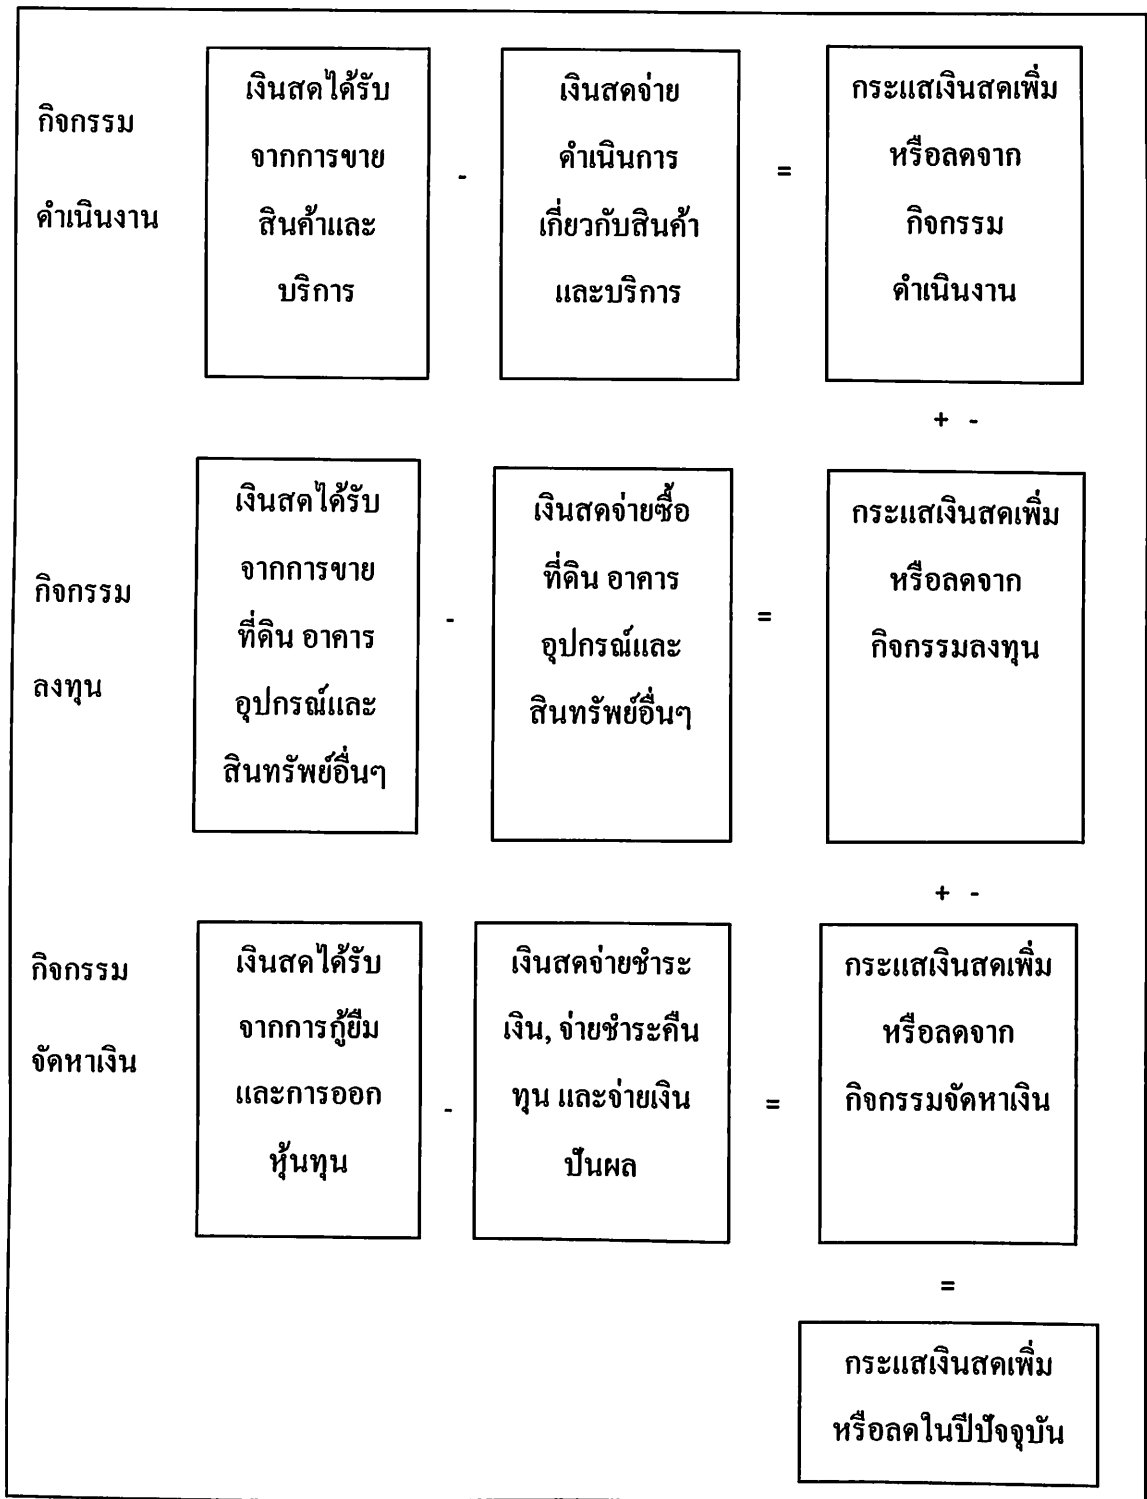 กิจกรรม
ดำเนินงาน
เงินสดได้รับ
จากการขาย
สินค้าและ
บริการ
-
เงินสดจ่าย
ดำเนินการ
เกี่ยวกับสินค้า
และบริการ
=
กระแสเงินสดเพิ่ม
หรือลดจาก
กิจกรรม
ดำเนินงาน
+ -
กิจกรรม
ลงทุน
เงินสดได้รับ
จากการขาย
ที่ดิน อาคาร
อุปกรณ์และ
สินทรัพย์อื่นๆ
-
เงินสดจ่ายซื้อ
ที่ดิน อาคาร
อุปกรณ์และ
สินทรัพย์อื่นๆ
=
กระแสเงินสดเพิ่ม
หรือลดจาก
กิจกรรมลงทุน
+ -
กิจกรรม
จัดหาเงิน
เงินสดได้รับ
จากการกู้ยืม
และการออก
หุ้นทุน
-
เงินสดจ่ายชำระ
เงิน, จ่ายชำระคืน
ทุน และจ่ายเงิน
ปันผล
=
กระแสเงินสดเพิ่ม
หรือลดจาก
กิจกรรมจัดหาเงิน
=
กระแสเงินสดเพิ่ม
หรือลดในปีปัจจุบัน